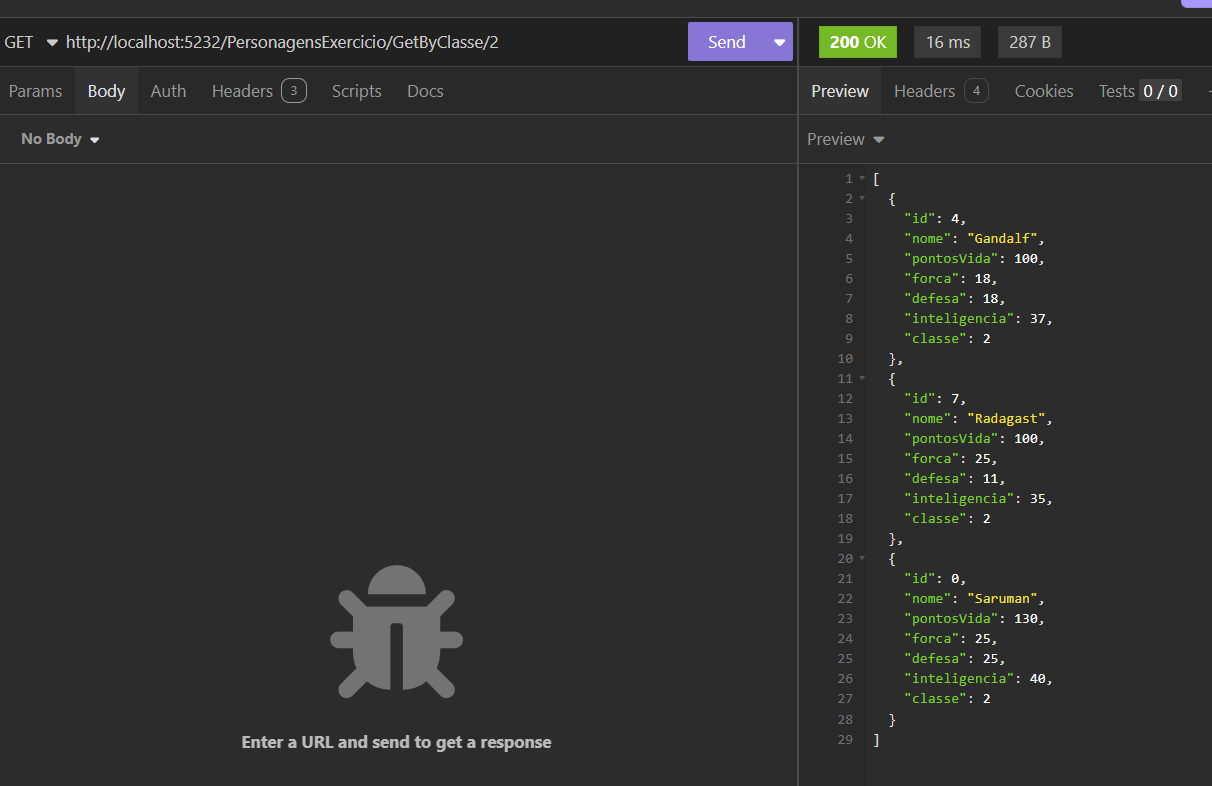 GET http://localhost:5232/PersonagensExercicio/GetByClasse/2 Send 200 OK 16 ms 287 B
Params Body Auth Headers 3 Scripts Docs Preview Headers 4 Cookies Tests 0 / 0
No Body Preview
1 [
2 {
3 "id": 4,
4 "nome": "Gandalf",
5 "pontosVida": 100,
6 "forca": 18,
7 "defesa": 18,
8 "inteligencia": 37,
9 "classe": 2
10 },
11 {
12 "id": 7,
13 "nome": "Radagast",
14 "pontosVida": 100,
15 "forca": 25,
16 "defesa": 11,
17 "inteligencia": 35,
18 "classe": 2
19 },
20 {
21 "id": 0,
22 "nome": "Saruman",
23 "pontosVida": 130,
24 "forca": 25,
25 "defesa": 25,
26 "inteligencia": 40,
27 "classe": 2
28 }
29 ]
Enter a URL and send to get a response